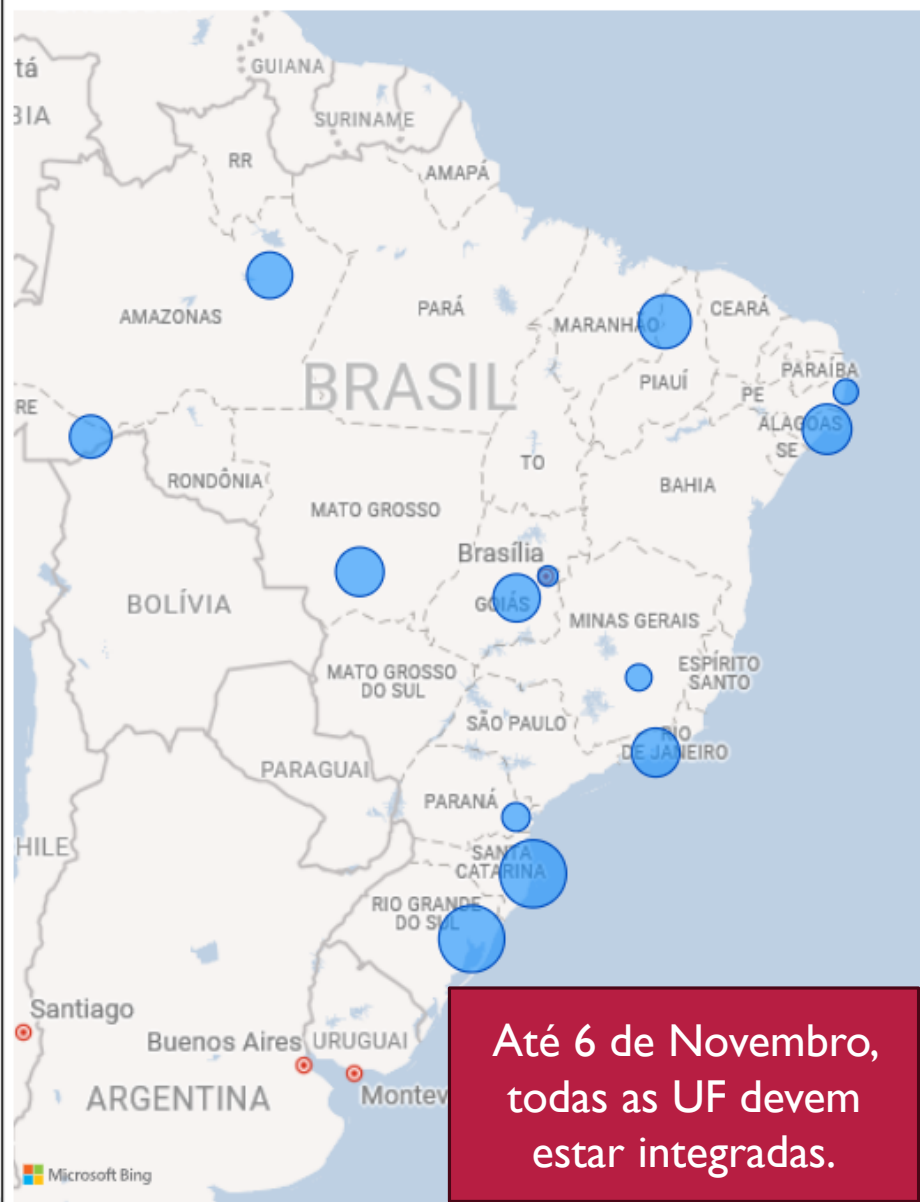 tá
GUIANA
BIA
SURINAME
RR
AMAPÁ
AMAZONAS
PARÁ
MARANHÃO
CEARÁ
BRASIL
PIAUÍ
PARAÍBA
PE
RE
ALAGOAS
SE
TO
RONDÔNIA
BAHIA
MATO GROSSO
Brasília
BOLÍVIA
GOIÁS
MINAS GERAIS
MATO GROSSO
DO SUL
ESPÍRITO
SANTO
SÃO PAULO
RIO
DE JANEIRO
PARAGUAI
PARANÁ
HILE
SANTA
CATARINA
RIO GRANDE
DO SUL
Santiago
Buenos Aires
URUGUAI
ARGENTINA
Montev
Até 6 de Novembro,
todas as UF devem
estar integradas.
Microsoft Bing